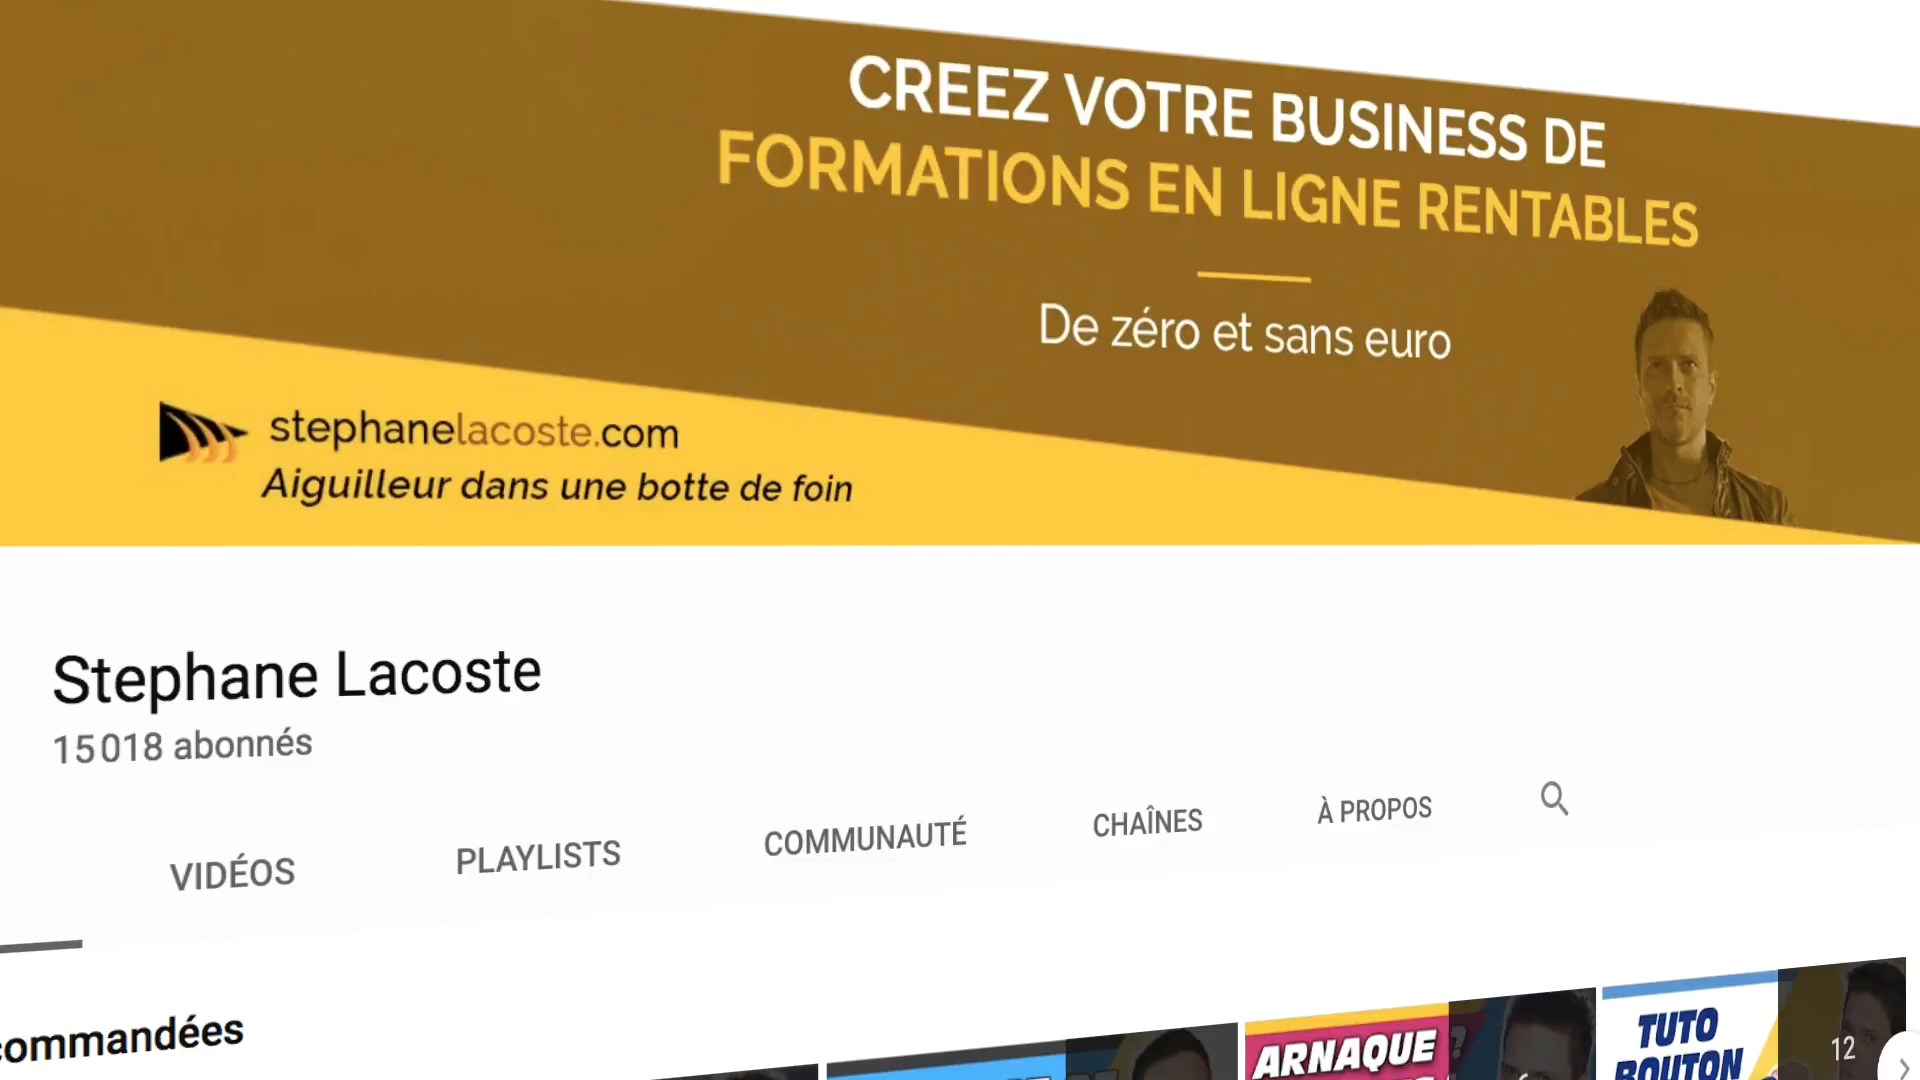 CREEZ VOTRE BUSINESS DE
FORMATIONS EN LIGNE RENTABLES
De zéro et sans euro
stephanelacoste.com
Aiguilleur dans une botte de foin
Stephane Lacoste
15 018 abonnés
VIDÉOS PLAYLISTS COMMUNAUTÉ CHAÎNES À PROPOS
commandées
ARNAQUE ?
TUTO
BOUTON
12